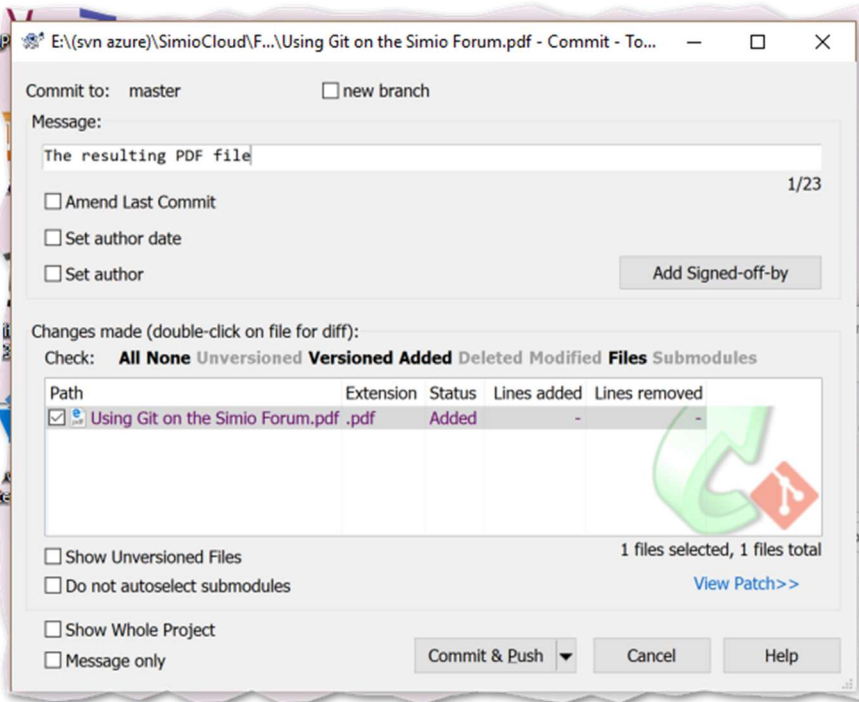 E:\(svn azure)\SimioCloud\F...\Using Git on the Simio Forum.pdf - Commit - To...
Commit to: master new branch
Message:
The resulting PDF file
1/23
Amend Last Commit
Set author date
Set author Add Signed-off-by
Changes made (double-click on file for diff):
Check: All None Unversioned Versioned Added Deleted Modified Files Submodules
Path Extension Status Lines added Lines removed
Using Git on the Simio Forum.pdf .pdf Added - -
Show Unversioned Files 1 files selected, 1 files total
Do not autoselect submodules View Patch>>
Show Whole Project
Message only Commit & Push Cancel Help